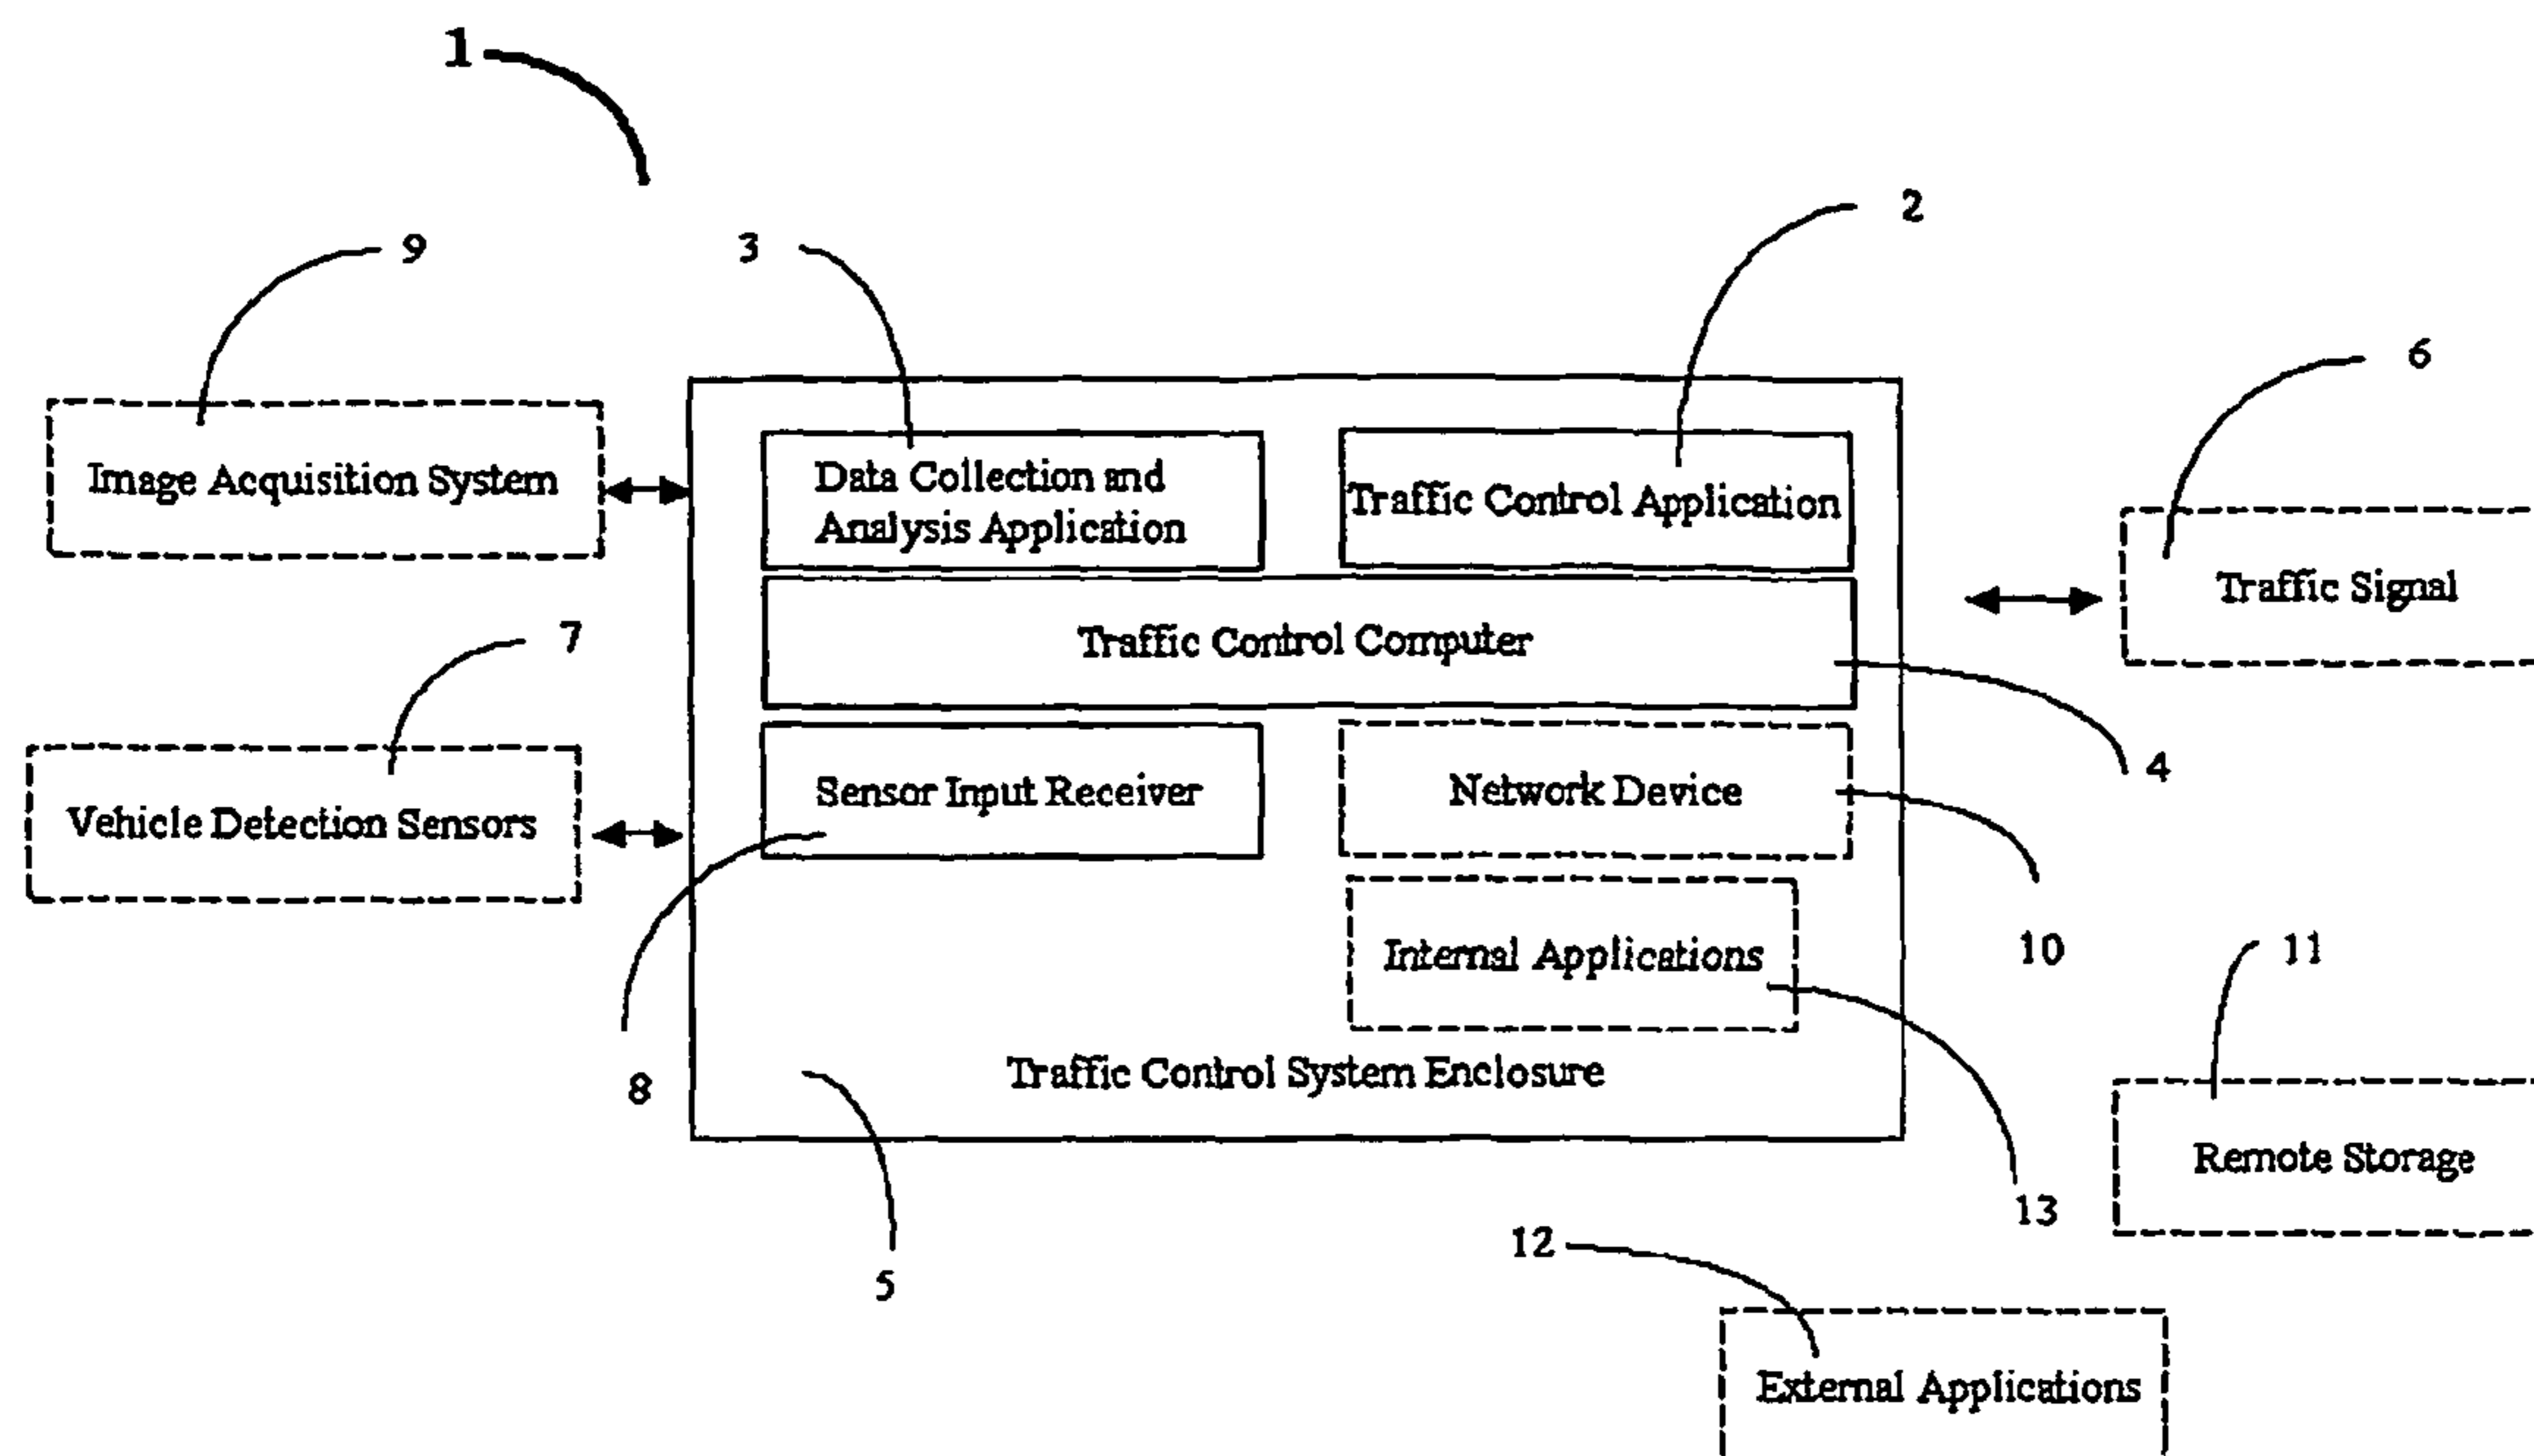 1
2
3
9
6
Data Collection and
Analysis Application
Traffic Control Application
Image Acquisition System
Traffic Signal
Traffic Control Computer
7
4
Sensor Input Receiver
Network Device
Vehicle Detection Sensors
Internal Applications
10
11
Traffic Control System Enclosure
8
Remote Storage
13
12
5
External Applications